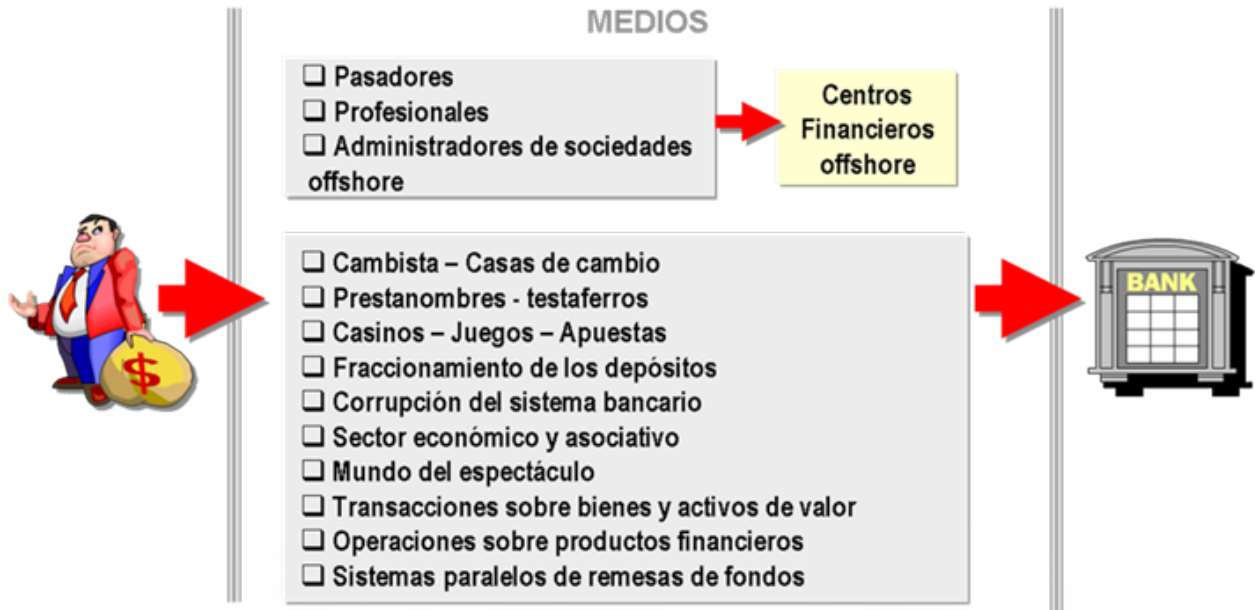 MEDIOS
❑ Pasadores
❑ Profesionales
❑ Administradores de sociedades
offshore
Centros
Financieros
offshore
❑ Cambista – Casas de cambio
❑ Prestanombres - testaferros
❑ Casinos – Juegos – Apuestas
❑ Fraccionamiento de los depósitos
❑ Corrupción del sistema bancario
❑ Sector económico y asociativo
❑ Mundo del espectáculo
❑ Transacciones sobre bienes y activos de valor
❑ Operaciones sobre productos financieros
❑ Sistemas paralelos de remesas de fondos
$
BANK